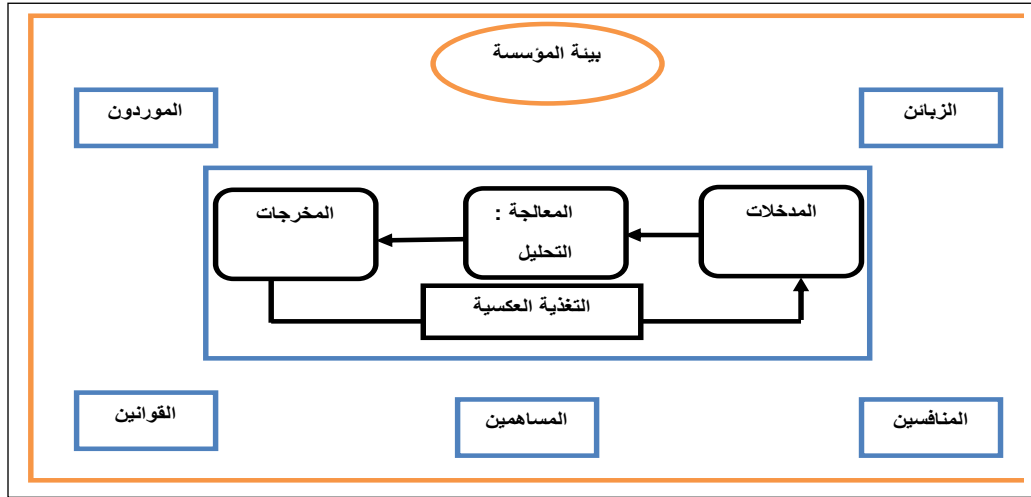 بيئة المؤسسة
الزبائن
الموردون
المدخلات
المعالجة :
التحليل
المخرجات
التغذية العكسية
المنافسين
المساهمين
القوانين